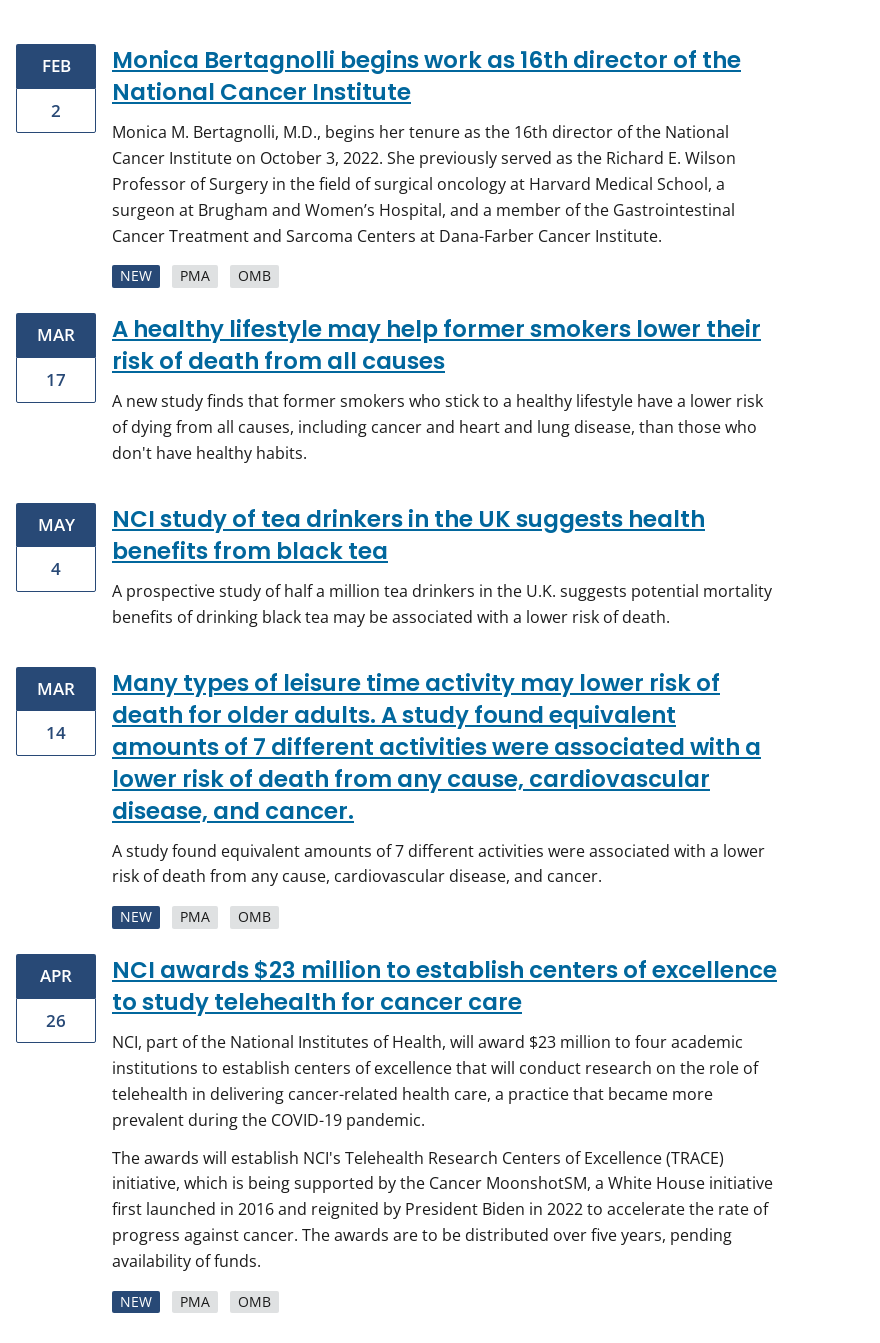 FEB
2
Monica Bertagnolli begins work as 16th director of the
National Cancer Institute
Monica M. Bertagnolli, M.D., begins her tenure as the 16th director of the National
Cancer Institute on October 3, 2022. She previously served as the Richard E. Wilson
Professor of Surgery in the field of surgical oncology at Harvard Medical School, a
surgeon at Brugham and Women’s Hospital, and a member of the Gastrointestinal
Cancer Treatment and Sarcoma Centers at Dana-Farber Cancer Institute.
NEW PMA OMB
MAR
17
A healthy lifestyle may help former smokers lower their
risk of death from all causes
A new study finds that former smokers who stick to a healthy lifestyle have a lower risk
of dying from all causes, including cancer and heart and lung disease, than those who
don't have healthy habits.
MAY
4
NCI study of tea drinkers in the UK suggests health
benefits from black tea
A prospective study of half a million tea drinkers in the U.K. suggests potential mortality
benefits of drinking black tea may be associated with a lower risk of death.
MAR
14
Many types of leisure time activity may lower risk of
death for older adults. A study found equivalent
amounts of 7 different activities were associated with a
lower risk of death from any cause, cardiovascular
disease, and cancer.
A study found equivalent amounts of 7 different activities were associated with a lower
risk of death from any cause, cardiovascular disease, and cancer.
NEW PMA OMB
APR
26
NCI awards $23 million to establish centers of excellence
to study telehealth for cancer care
NCI, part of the National Institutes of Health, will award $23 million to four academic
institutions to establish centers of excellence that will conduct research on the role of
telehealth in delivering cancer-related health care, a practice that became more
prevalent during the COVID-19 pandemic.
The awards will establish NCI's Telehealth Research Centers of Excellence (TRACE)
initiative, which is being supported by the Cancer MoonshotSM, a White House initiative
first launched in 2016 and reignited by President Biden in 2022 to accelerate the rate of
progress against cancer. The awards are to be distributed over five years, pending
availability of funds.
NEW PMA OMB